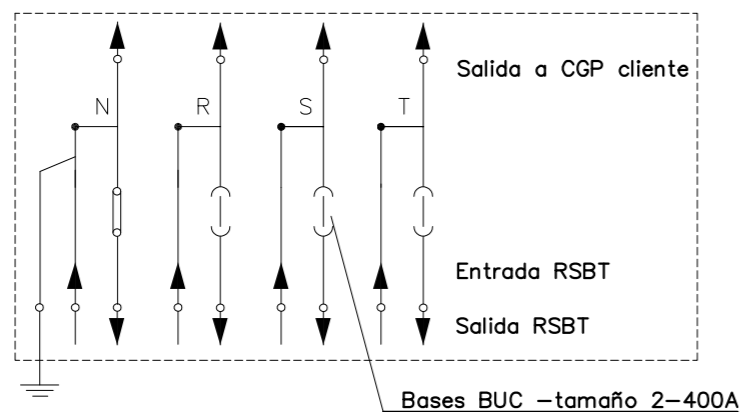 Salida a CGP cliente
N R S T
Entrada RSBT
Salida RSBT
Bases BUC –tamaño 2–400A